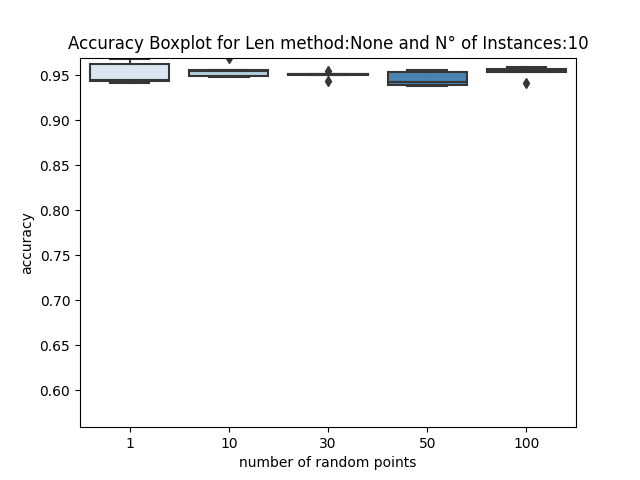 Accuracy Boxplot for Len method:None and N° of Instances:10
0.95
0.90
0.85
0.80
0.75
0.70
0.65
0.60
accuracy
1 10 30 50 100
number of random points